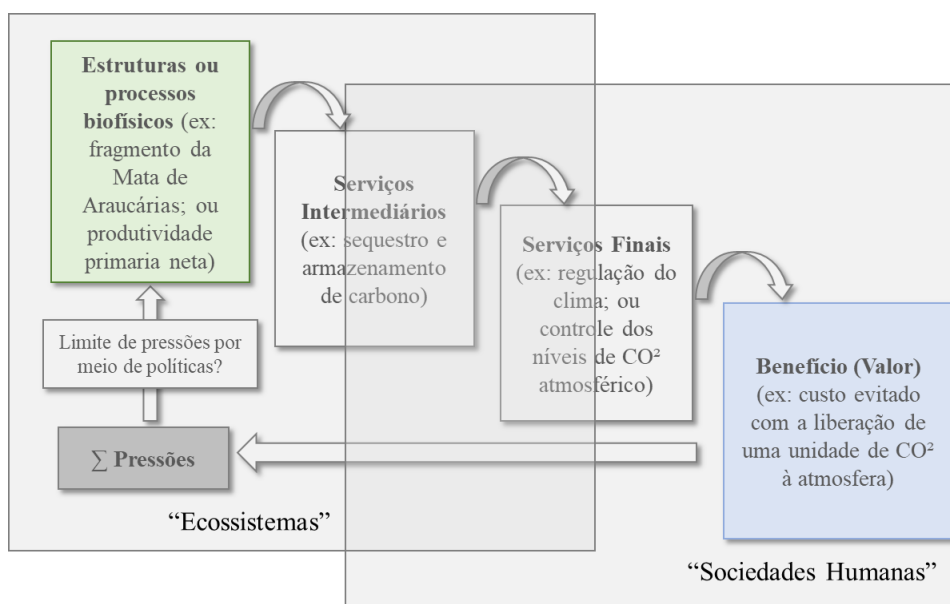 Estruturas ou
processos
biofísicos (ex:
fragmento da
Mata de
Araucárias; ou
produtividade
primaria neta)
Serviços
Intermediários
(ex: sequestro e
armazenamento
de carbono)
Serviços Finais
(ex: regulação do
clima; ou
controle dos
níveis de CO²
atmosférico)
Benefício (Valor)
(ex: custo evitado
com a liberação de
uma unidade de CO²
à atmosfera)
Limite de pressões por
meio de políticas?
∑ Pressões
“Ecossistemas”
“Sociedades Humanas”